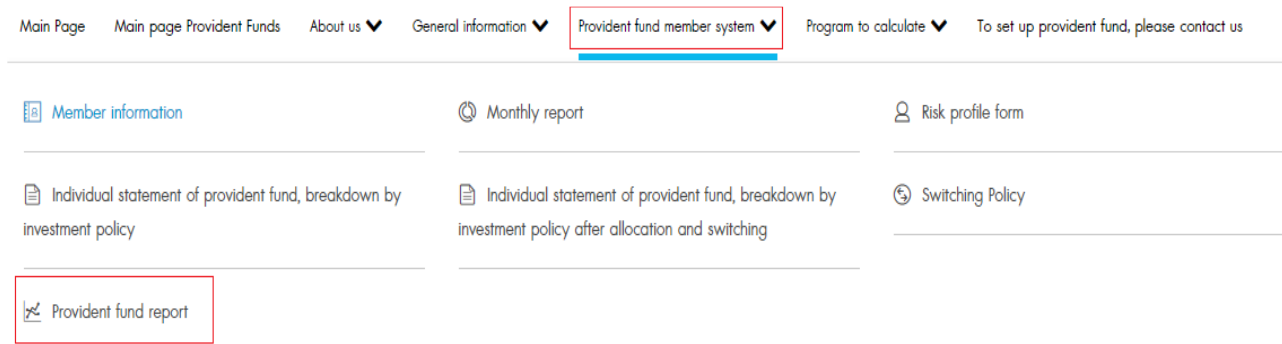 Main Page Main page Provident Funds About us General information Provident fund member system Program to calculate To set up provident fund, please contact us
Member information Monthly report Risk profile form
Individual statement of provident fund, breakdown by
investment policy
Individual statement of provident fund, breakdown by
investment policy after allocation and switching
Switching Policy
Provident fund report